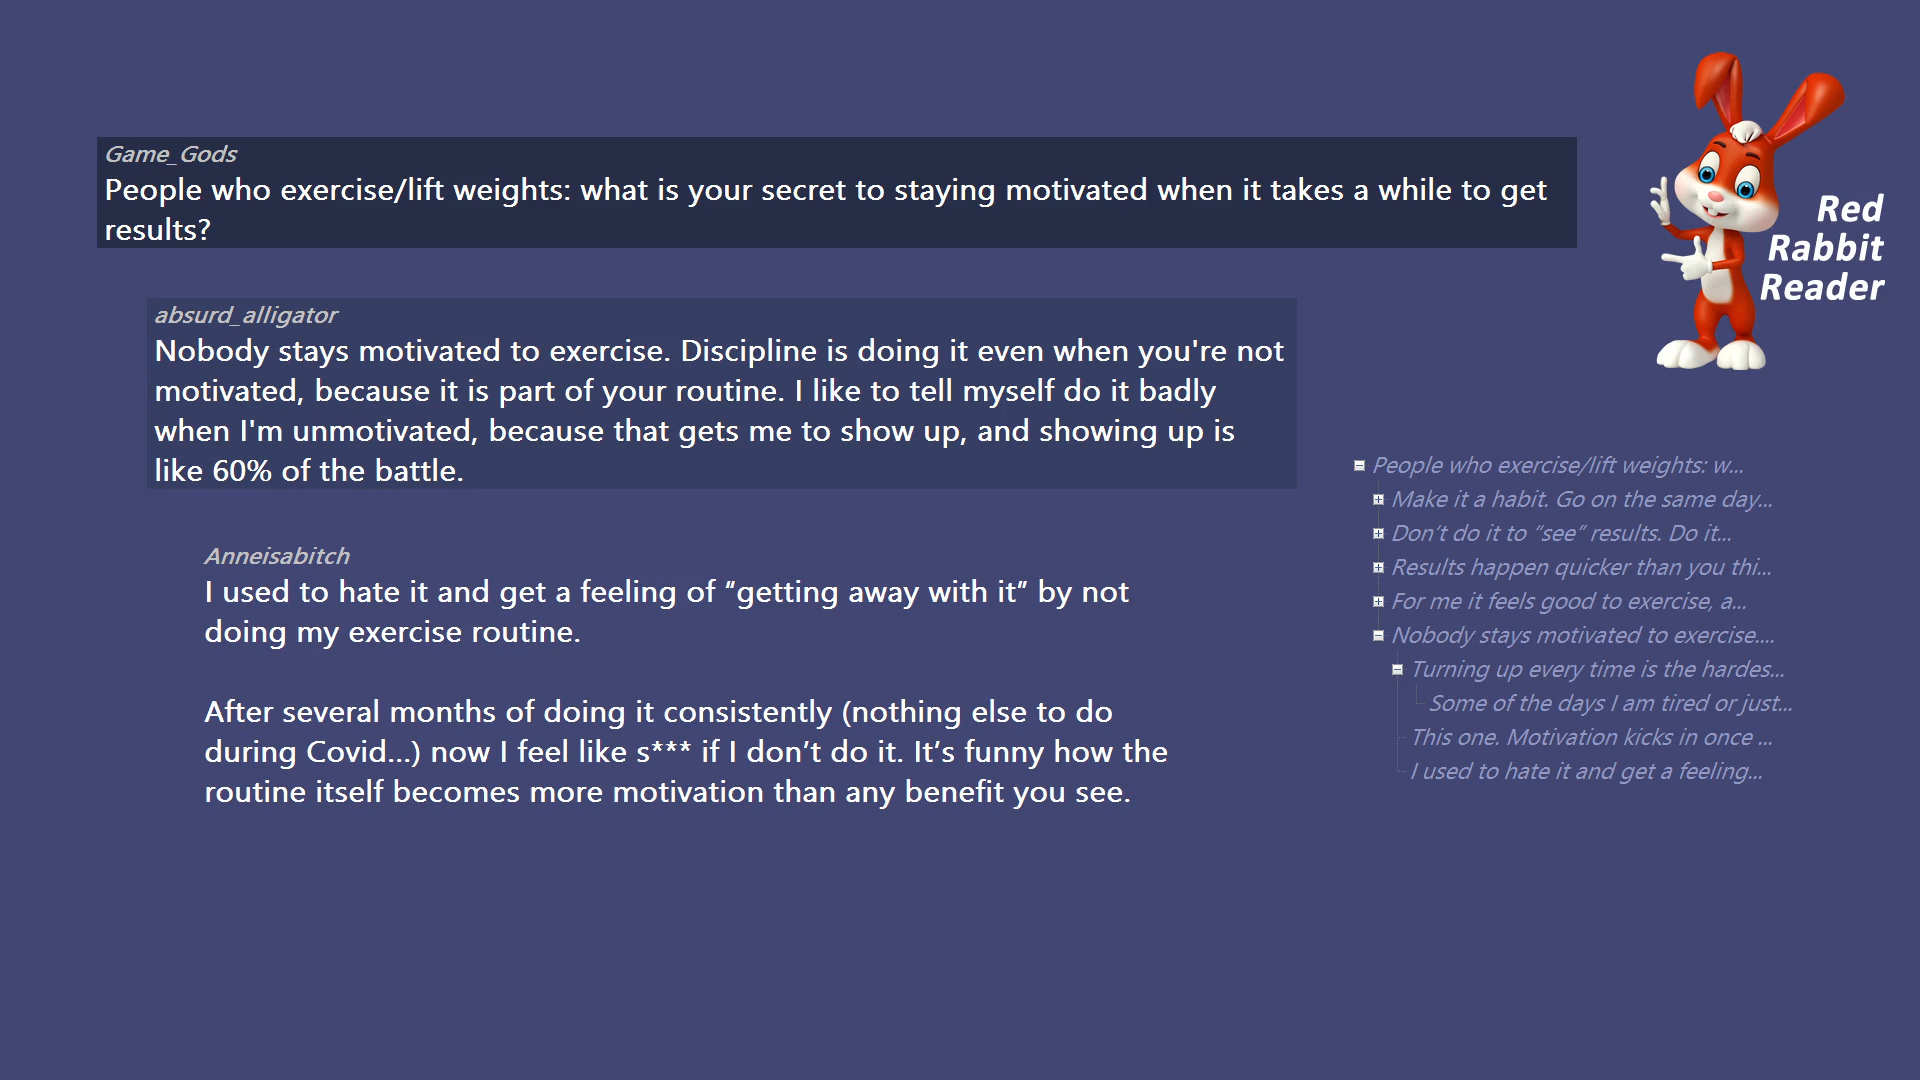 Game_Gods
People who exercise/lift weights: what is your secret to staying motivated when it takes a while to get
results?
absurd_alligator
Nobody stays motivated to exercise. Discipline is doing it even when you're not
motivated, because it is part of your routine. I like to tell myself do it badly
when I'm unmotivated, because that gets me to show up, and showing up is
like 60% of the battle.
Anneisabitch
I used to hate it and get a feeling of “getting away with it” by not
doing my exercise routine.
After several months of doing it consistently (nothing else to do
during Covid...) now I feel like s*** if I don’t do it. It’s funny how the
routine itself becomes more motivation than any benefit you see.
Red
Rabbit
Reader
People who exercise/lift weights: w...
Make it a habit. Go on the same day...
Don’t do it to “see” results. Do it...
Results happen quicker than you thi...
For me it feels good to exercise, a...
Nobody stays motivated to exercise....
Turning up every time is the hardes...
Some of the days I am tired or just...
This one. Motivation kicks in once ...
I used to hate it and get a feeling...